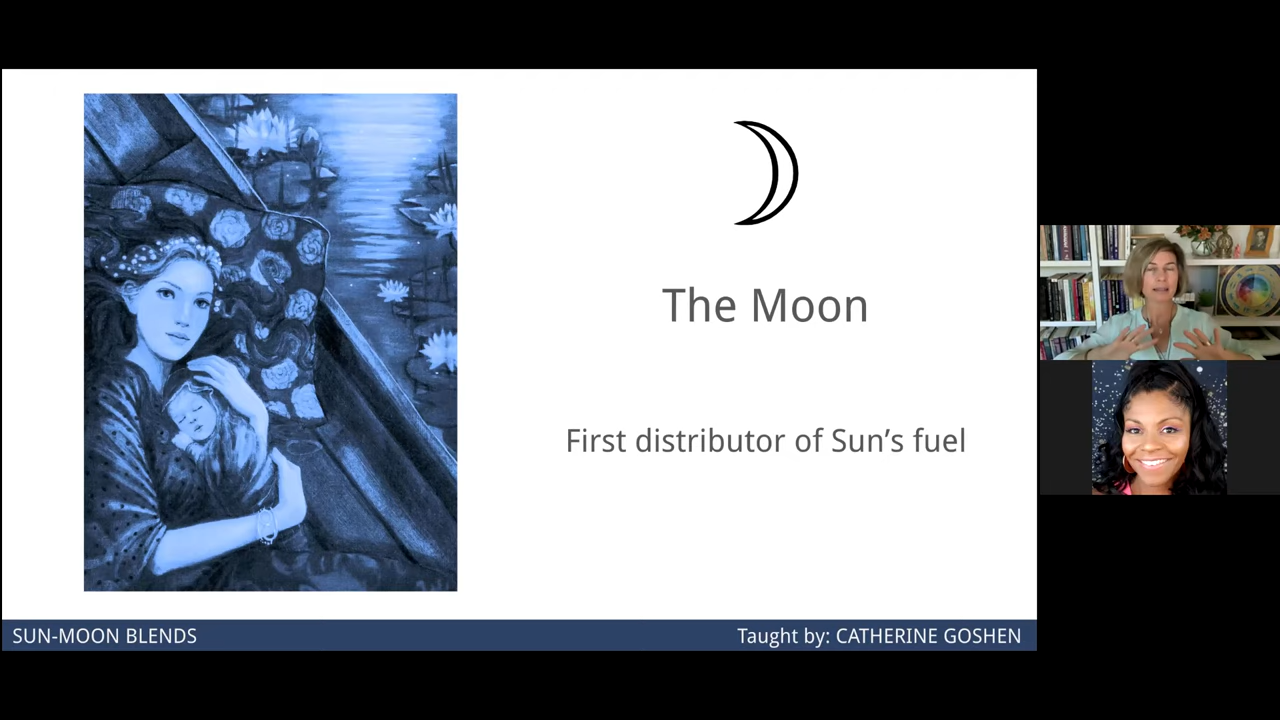 The Moon
First distributor of Sun’s fuel
SUN-MOON BLENDS
Taught by: CATHERINE GOSHEN